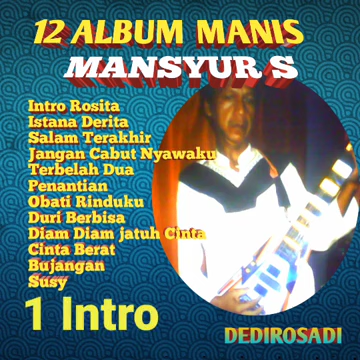 12 ALBUM MANIS
MANSYUR S
Intro Rosita
Istana Derita
Salam Terakhir
Jangan Cabut Nyawaku
Terbelah Dua
Penantian
Obati Rinduku
Duri Berbisa
Diam Diam jatuh Cinta
Cinta Berat
Bujangan
Susy
1 Intro
DEDIROSADI